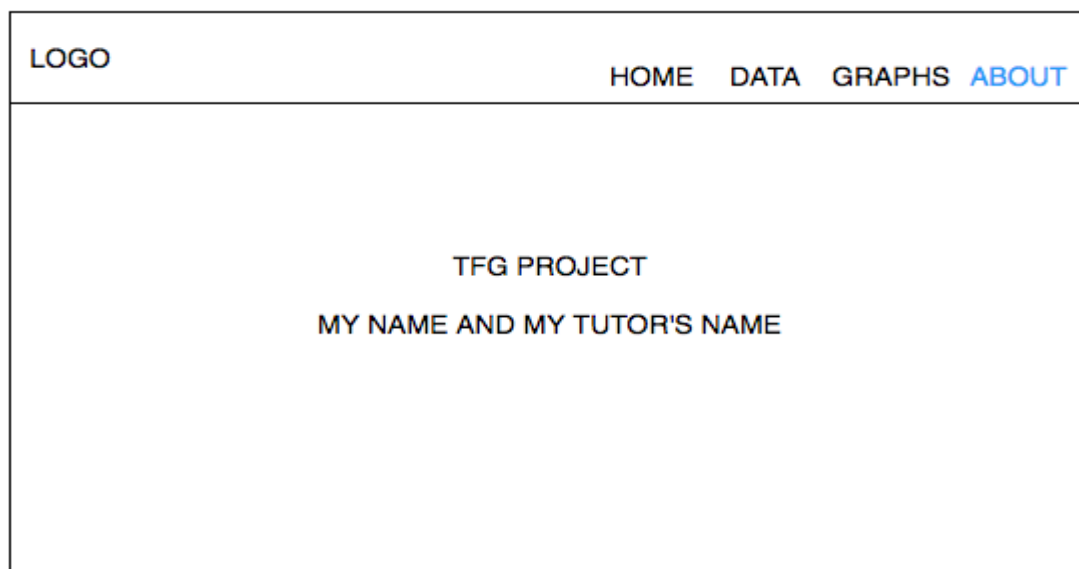 LOGO
HOME DATA GRAPHS ABOUT
TFG PROJECT
MY NAME AND MY TUTOR'S NAME